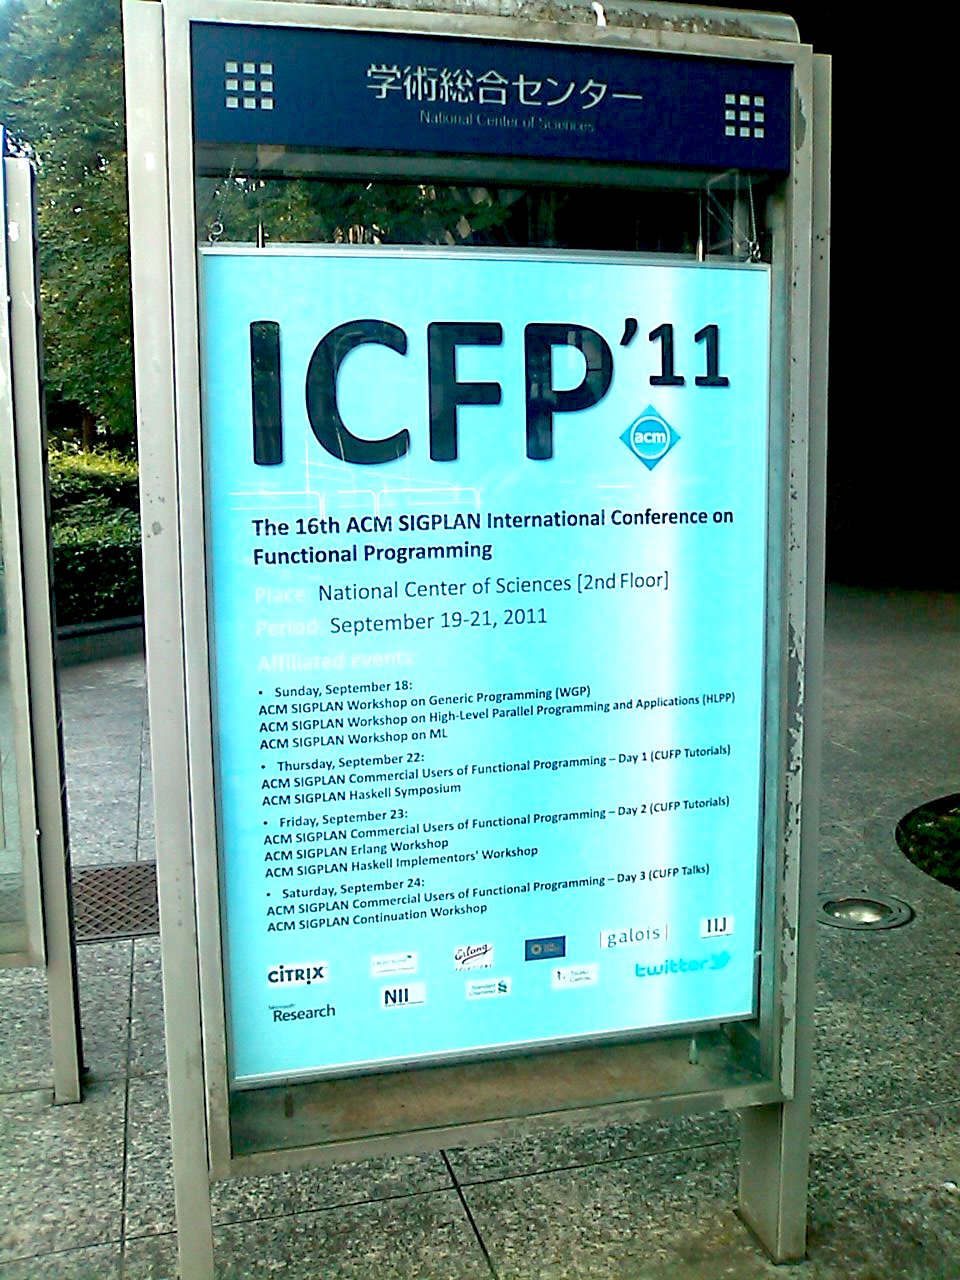 学術総合センター
National Center of Sciences
ICFP'11
acm
The 16th ACM SIGPLAN International Conference on
Functional Programming
Place: National Center of Sciences [2nd Floor]
Period: September 19-21, 2011
Affiliated events:
• Sunday, September 18:
ACM SIGPLAN Workshop on Generic Programming (WGP)
ACM SIGPLAN Workshop on High-Level Parallel Programming and Applications (HLPP)
ACM SIGPLAN Workshop on ML
• Thursday, September 22:
ACM SIGPLAN Commercial Users of Functional Programming – Day 1 (CUFP Tutorials)
ACM SIGPLAN Haskell Symposium
• Friday, September 23:
ACM SIGPLAN Commercial Users of Functional Programming – Day 2 (CUFP Tutorials)
ACM SIGPLAN Erlang Workshop
ACM SIGPLAN Haskell Implementors' Workshop
• Saturday, September 24:
ACM SIGPLAN Commercial Users of Functional Programming – Day 3 (CUFP Talks)
ACM SIGPLAN Continuation Workshop
CITRIX
Erlang
SOLUTIONS
galois
IIJ
Microsoft
Research
NII
Standard
Chartered
twitter